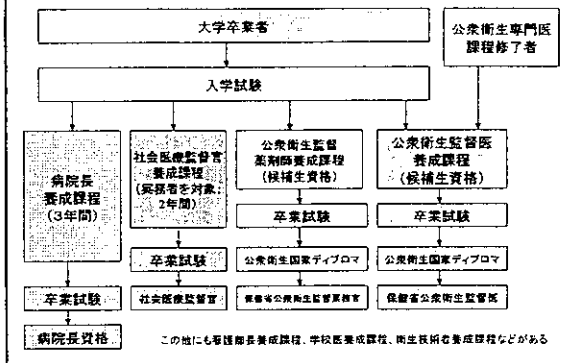 大学卒業者
公衆衛生専門医
課程修了者
入学試験
病院長
養成課程
(3年間)
社会医療監督官
養成課程
(実務者を対象:
2年間)
公衆衛生監督
薬剤師養成課程
(候補生資格)
公衆衛生監督医
養成課程
(候補生資格)
卒業試験
卒業試験
卒業試験
公衆衛生国家ディプロマ
公衆衛生国家ディプロマ
卒業試験
社会医療監督官
保健省公衆衛生監督薬務官
保健省公衆衛生監督医
病院長資格
この他にも看護師長養成課程、学校医養成課程、衛生技術者養成課程などがある